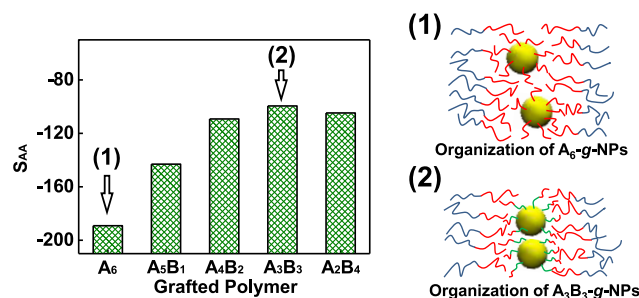 (1)
(2)
-80
-120
-160
-200
S_AA
(1)
(2)
A₆
A₅B₁
A₄B₂
A₃B₃
A₂B₄
Grafted Polymer
Organization of A₆-g-NPs
Organization of A₃B₃-g-NPs